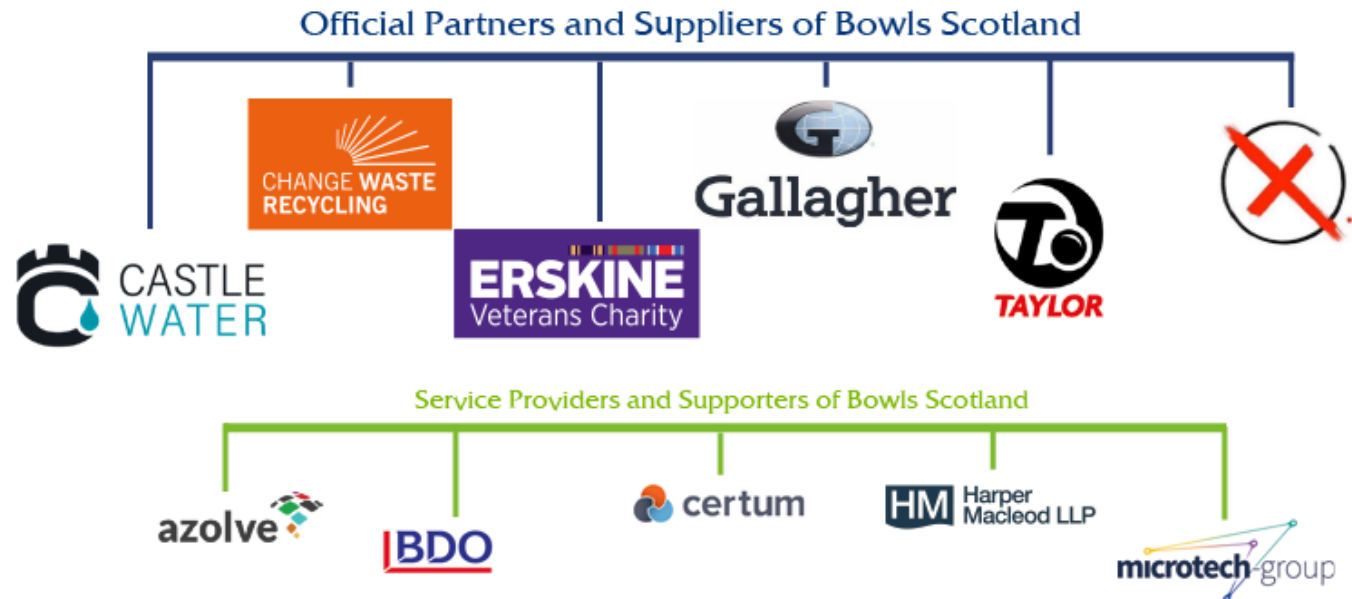 Official Partners and Suppliers of Bowls Scotland
CHANGE WASTE
RECYCLING
G
Gallagher
CASTLE
WATER
ERSKINE
Veterans Charity
TAYLOR
Service Providers and Supporters of Bowls Scotland
azolve
BDO
certum
HM
Harper
Macleod LLP
microtech-group